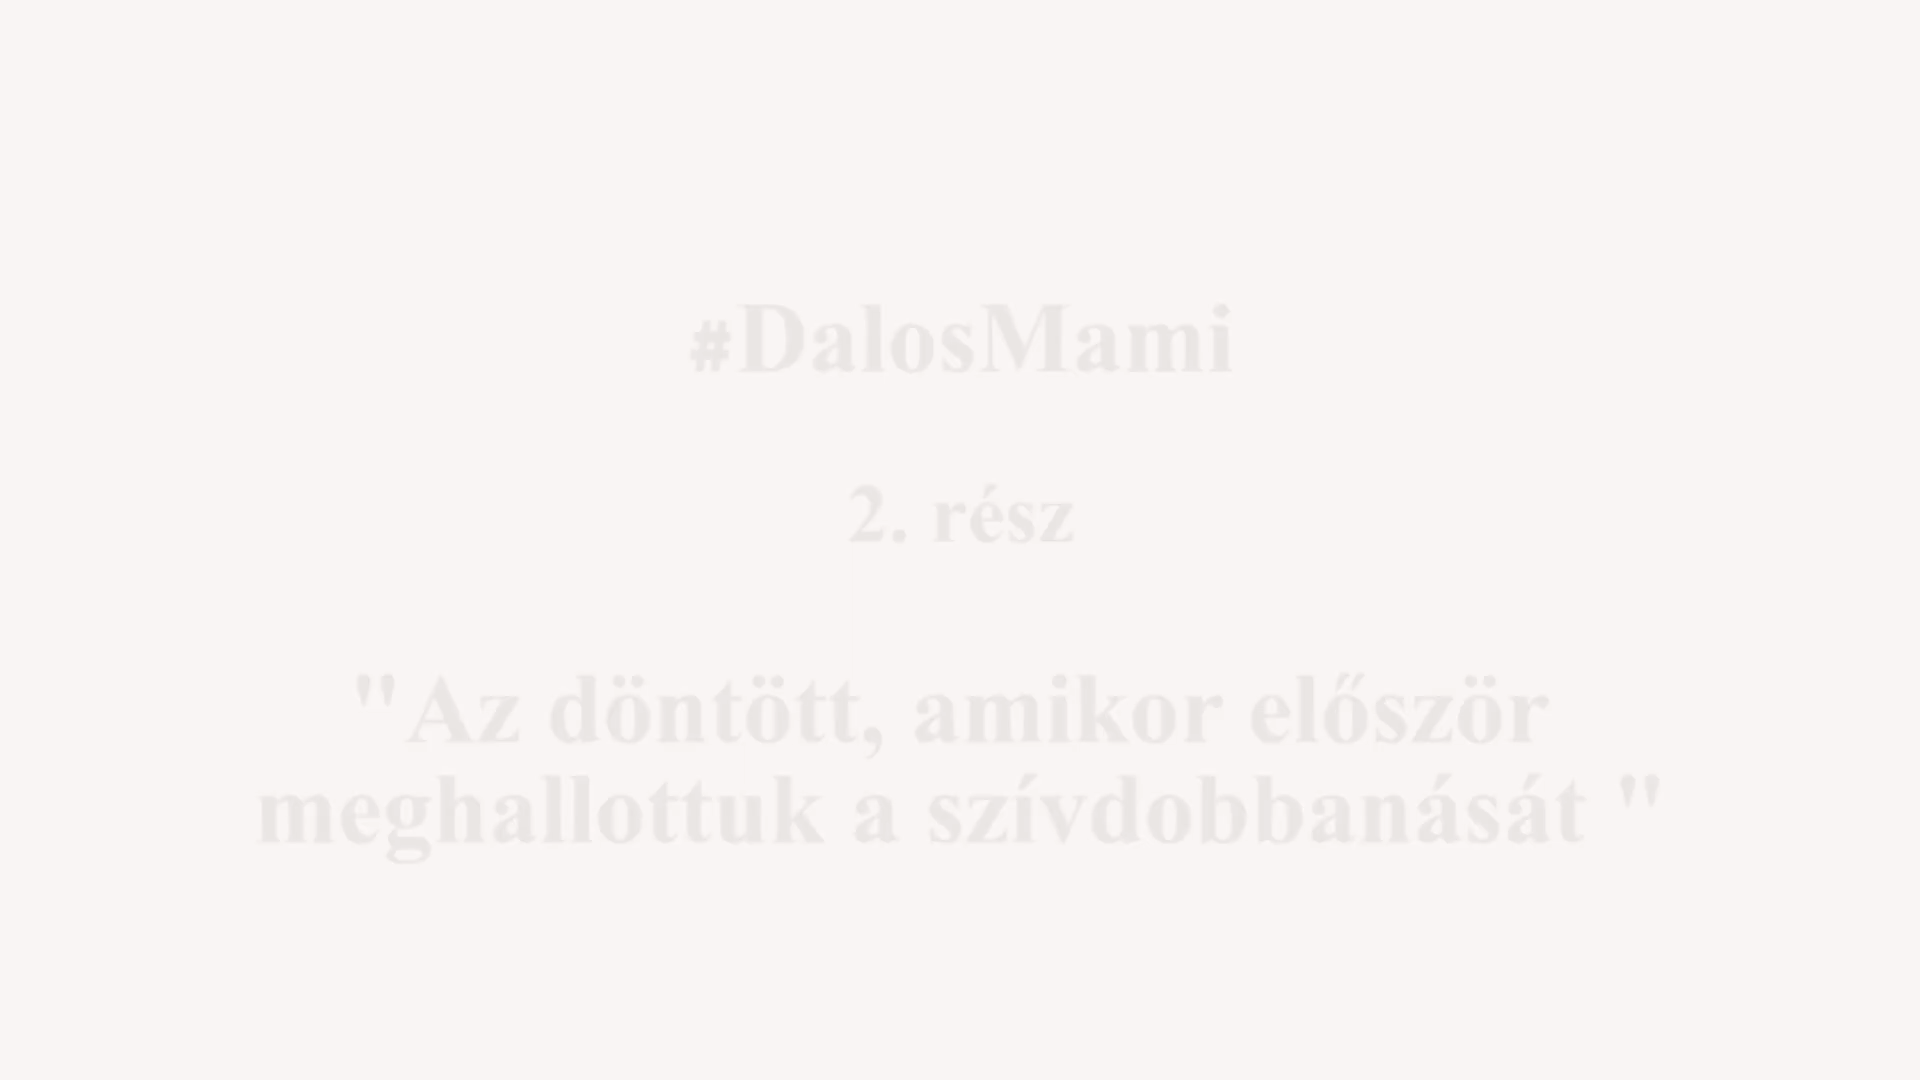 #DalosMami
2. rész
"Az döntött, amikor először
meghallottuk a szívdobbanását "